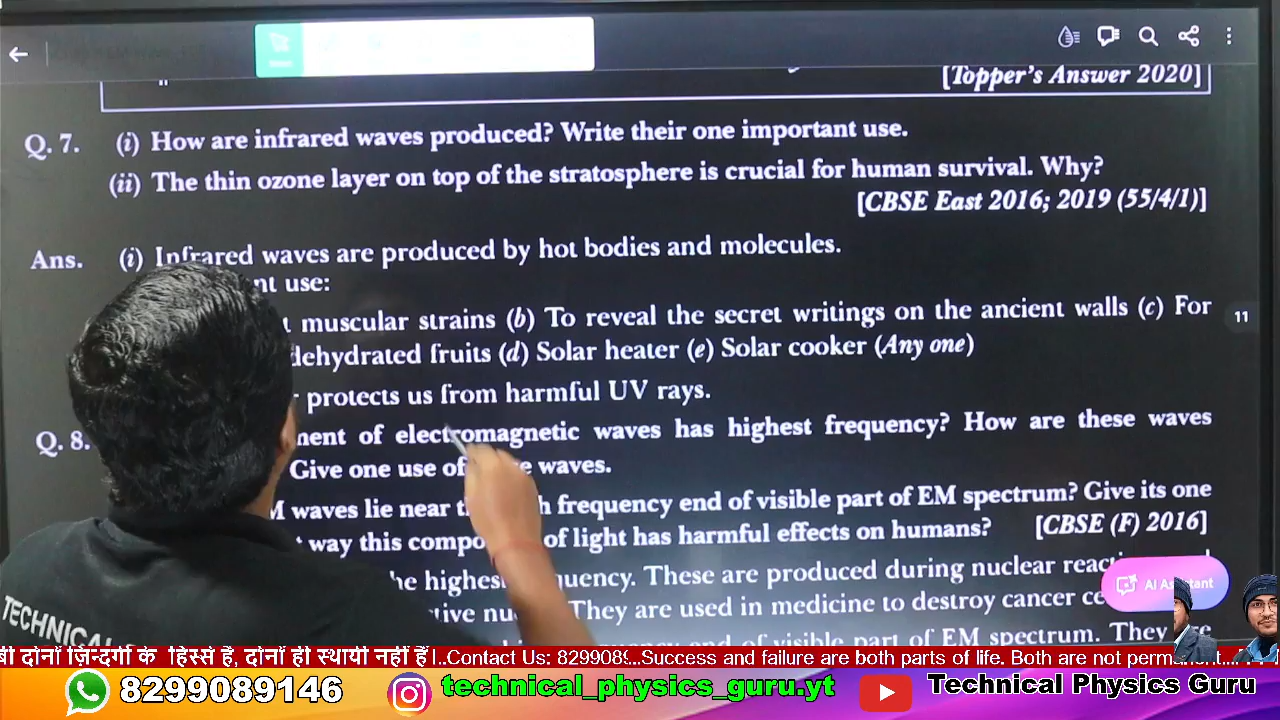 [Topper's Answer 2020]
Q. 7. (i) How are infrared waves produced? Write their one important use.
(ii) The thin ozone layer on top of the stratosphere is crucial for human survival. Why?
[CBSE East 2016; 2019 (55/4/1)]
Ans. (i) Infrared waves are produced by hot bodies and molecules.
nt use:
t muscular strains (b) To reveal the secret writings on the ancient walls (c) For
dehydrated fruits (d) Solar heater (e) Solar cooker (Any one)
11
protects us from harmful UV rays.
Q. 8. ment of electromagnetic waves has highest frequency? How are these waves
Give one use of waves.
M waves lie near frequency end of visible part of EM spectrum? Give its one
way this compo of light has harmful effects on humans? [CBSE (F) 2016]
he highest quency. These are produced during nuclear reac
tive nu They are used in medicine to destroy cancer ce
end of visible part of EM spectrum. They are
AI Assistant
TECHNICAL
दोनों ज़िन्दगी के हिस्से हैं, दोनों ही स्थायी नहीं हैं।..Contact Us: 829908...Success and failure are both parts of life. Both are not permanent...
8299089146 technical_physics_guru.yt Technical Physics Guru